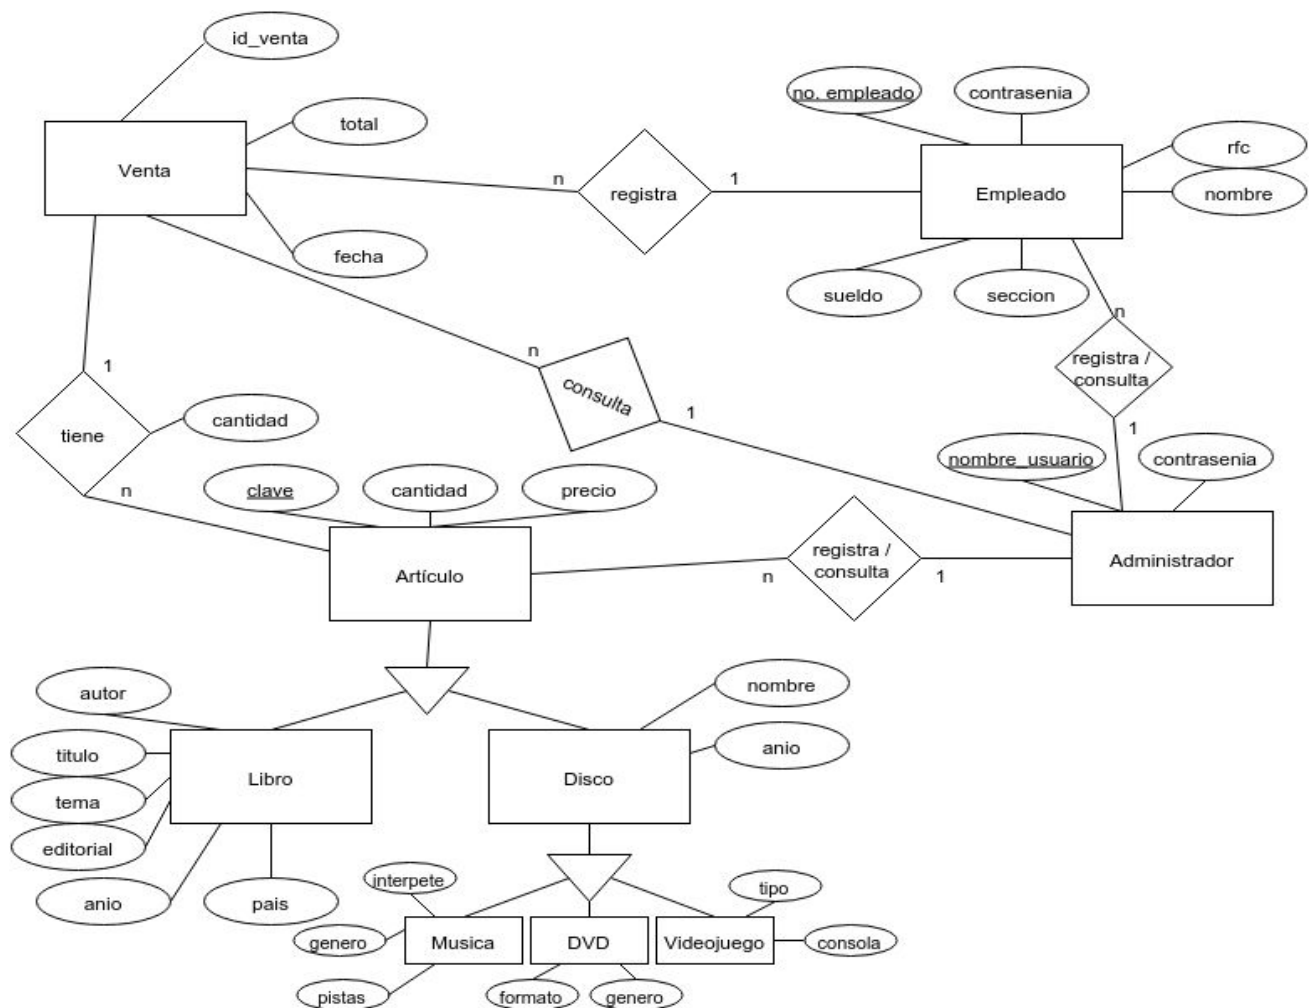 id_venta
no. empleado
contrasenia
total
rfc
Venta
n
registra
1
Empleado
nombre
fecha
sueldo
seccion
n
n
registra /
consulta
1
consulta
cantidad
1
1
tiene
nombre_usuario
contrasenia
n
clave
cantidad
precio
registra /
consulta
Artículo
n
1
Administrador
autor
nombre
titulo
anio
Libro
Disco
tema
editorial
interpete
tipo
anio
pais
genero
Musica
DVD
Videojuego
consola
pistas
formato
genero